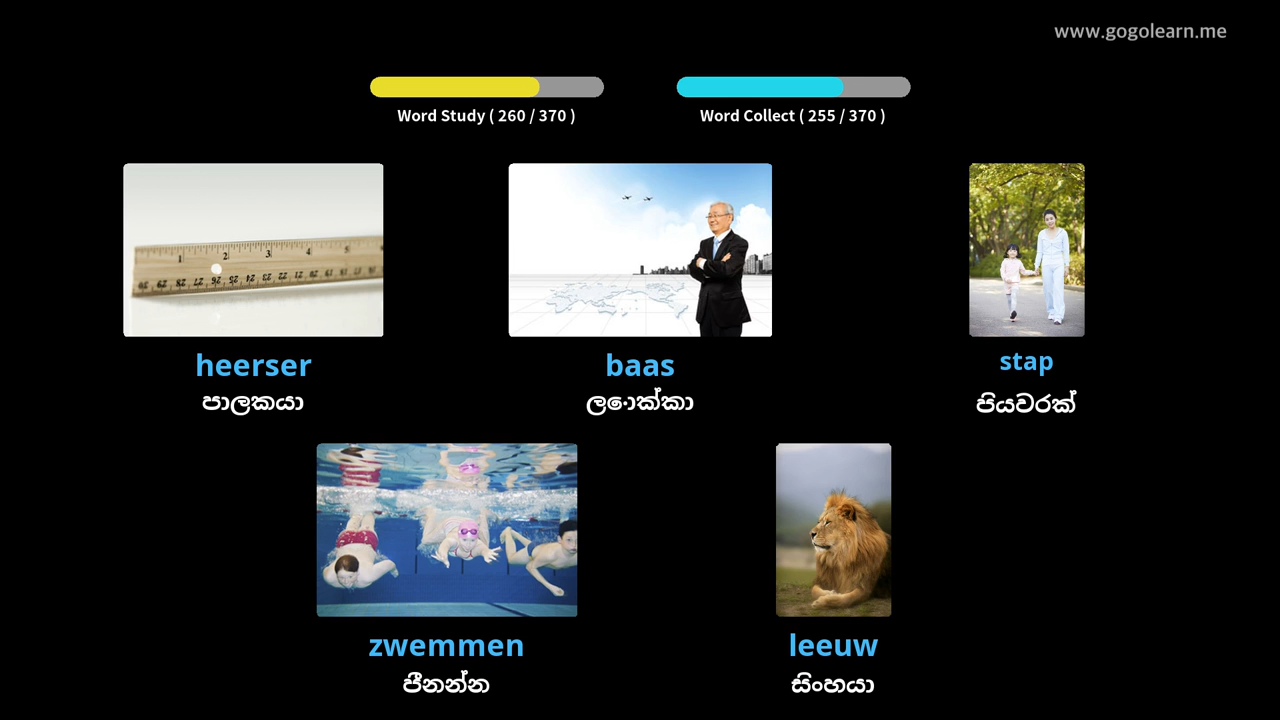 www.gogolearn.me
Word Study ( 260 / 370 )
Word Collect ( 255 / 370 )
heerser
පාලකයා
baas
ලොක්කා
stap
පියවරක්
zwemmen
පීනන්න
leeuw
සිංහයා